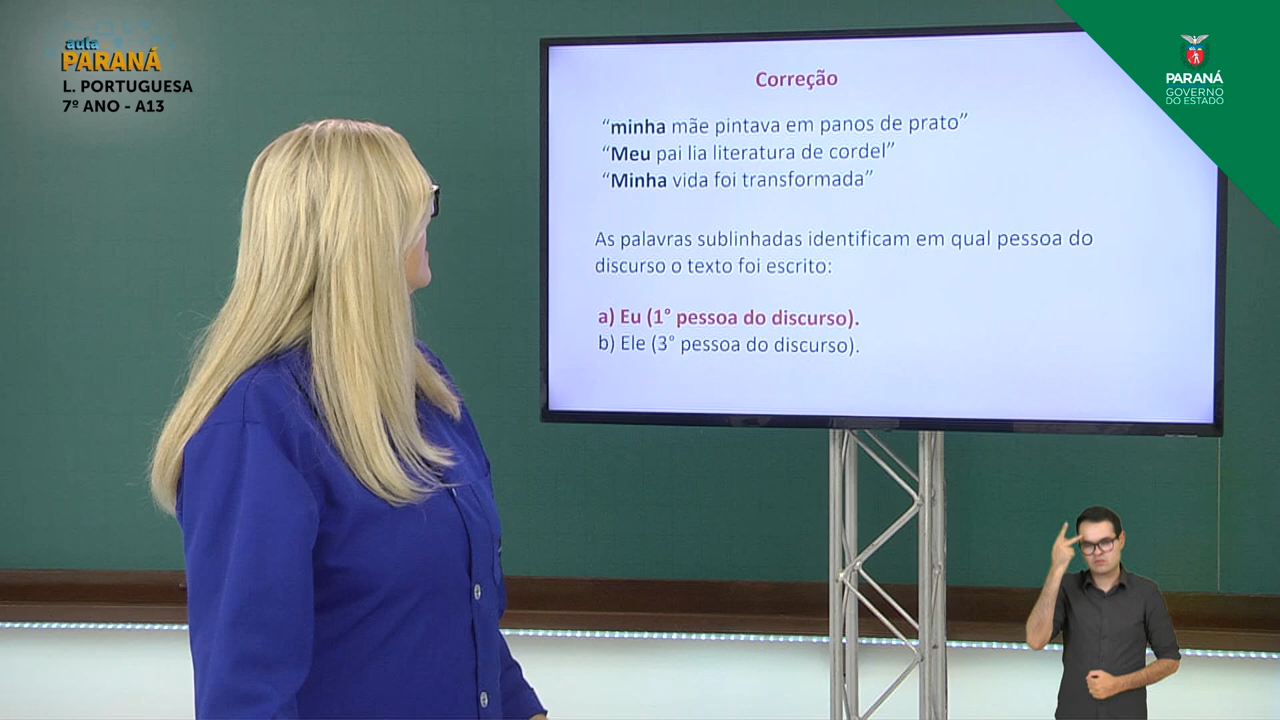 aula
PARANÁ
L. PORTUGUESA
7º ANO - A13
Correção
“minha mãe pintava em panos de prato”
“Meu pai lia literatura de cordel”
“Minha vida foi transformada”
As palavras sublinhadas identificam em qual pessoa do
discurso o texto foi escrito:
a) Eu (1° pessoa do discurso).
b) Ele (3° pessoa do discurso).
PARANÁ
GOVERNO
DO ESTADO